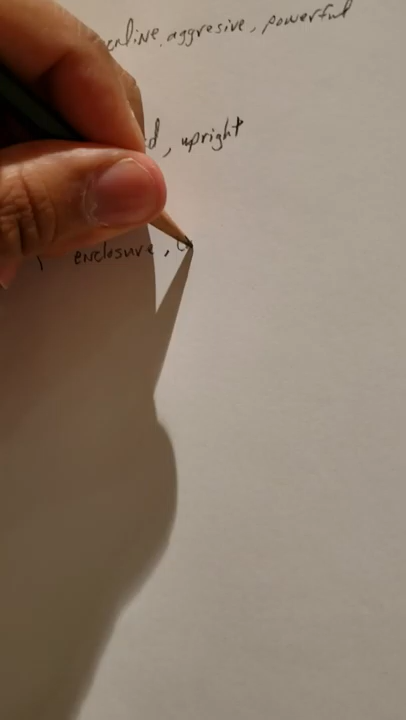 aggresive, powerful
, upright
enclosure,